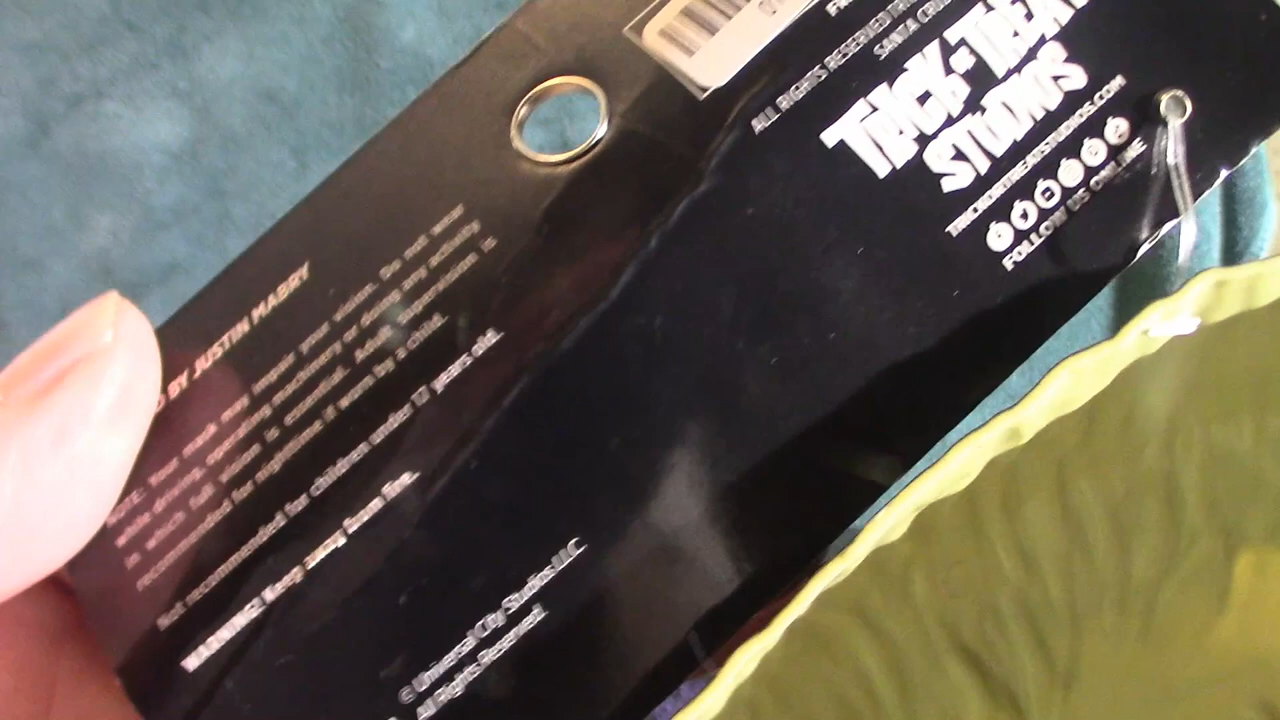 BY JUSTIN MABRY
NOTE: Your mask may impair your vision. Do not wear
while driving, operating machinery or doing any activity
in which full vision is essential. Adult supervision is
recommended for nighttime if worn by a child.
Not recommended for children under 17 years old.
WARNING! Keep away from fire.
© Universal City Studios LLC.
All Rights Reserved.
ALL RIGHTS RESERVED
SANTA
TRICK OR TREAT
STUDIOS
TRICKORTREATSTUDIOS.COM
FOLLOW US ONLINE